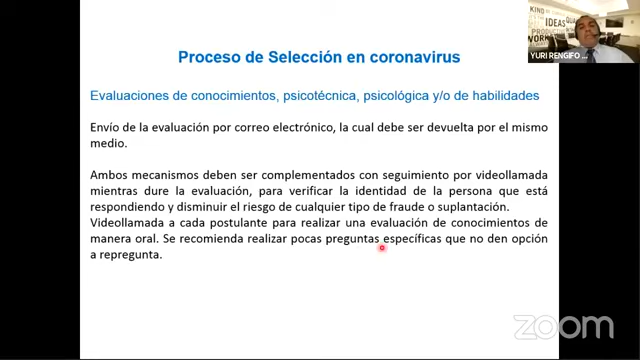 Proceso de Selección en coronavirus
Evaluaciones de conocimientos, psicotécnica, psicológica y/o de habilidades
Envío de la evaluación por correo electrónico, la cual debe ser devuelta por el mismo
medio.
Ambos mecanismos deben ser complementados con seguimiento por videollamada
mientras dure la evaluación, para verificar la identidad de la persona que está
respondiendo y disminuir el riesgo de cualquier tipo de fraude o suplantación.
Videollamada a cada postulante para realizar una evaluación de conocimientos de
manera oral. Se recomienda realizar pocas preguntas específicas que no den opción
a repregunta.
KIND
IDEAS
WORK
YURI RENGIFO ...
zoom